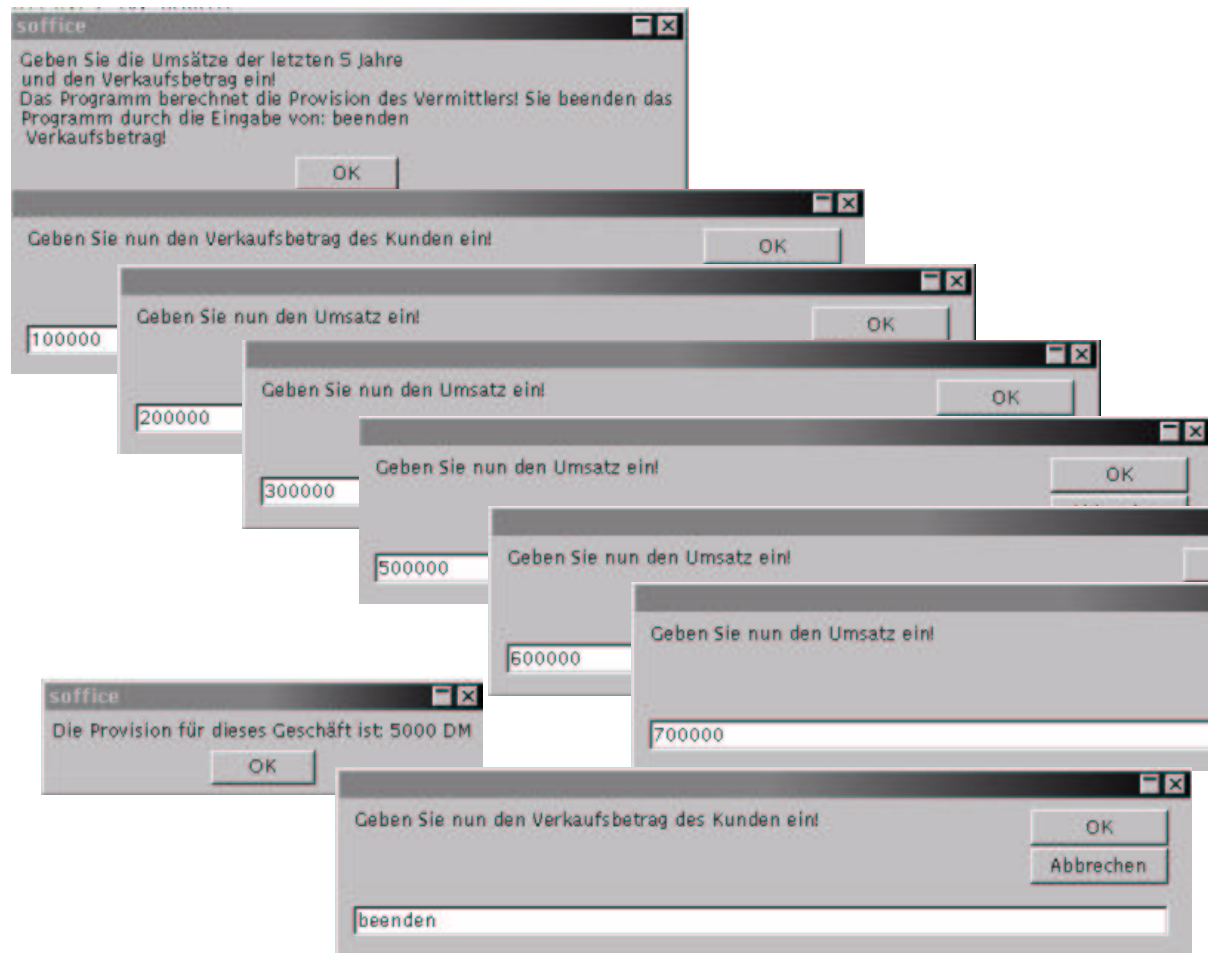 soffice
Geben Sie die Umsätze der letzten 5 Jahre
und den Verkaufsbetrag ein!
Das Programm berechnet die Provision des Vermittlers! Sie beenden das
Programm durch die Eingabe von: beenden
Verkaufsbetrag!
OK
Geben Sie nun den Verkaufsbetrag des Kunden ein!
OK
100000
Geben Sie nun den Umsatz ein!
OK
200000
Geben Sie nun den Umsatz ein!
OK
300000
Geben Sie nun den Umsatz ein!
OK
500000
Geben Sie nun den Umsatz ein!
600000
Geben Sie nun den Umsatz ein!
700000
soffice
Die Provision für dieses Geschäft ist: 5000 DM
OK
Geben Sie nun den Verkaufsbetrag des Kunden ein!
OK
Abbrechen
beenden